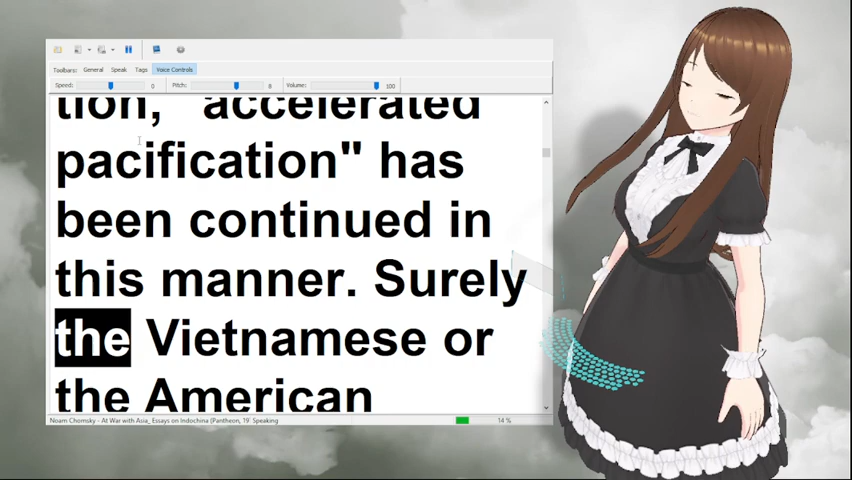 Toolbars: General Speak Tags Voice Controls
Speed: 0 Pitch: 8 Volume: 100
tion, "accelerated
pacification" has
been continued in
this manner. Surely
the Vietnamese or
the American
Noam Chomsky - At War with Asia_ Essays on Indochina (Pantheon, 19 Speaking 14 %